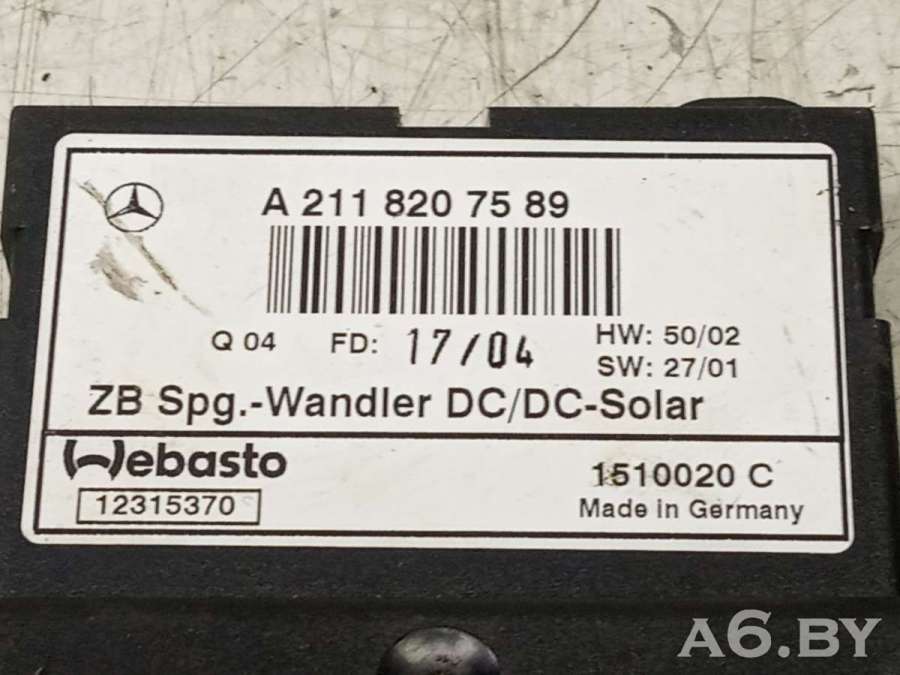 A 211 820 75 89
Q 04 FD: 17/04 HW: 50/02
SW: 27/01
ZB Spg.-Wandler DC/DC-Solar
Webasto
12315370
1510020 C
Made in Germany
A6.BY